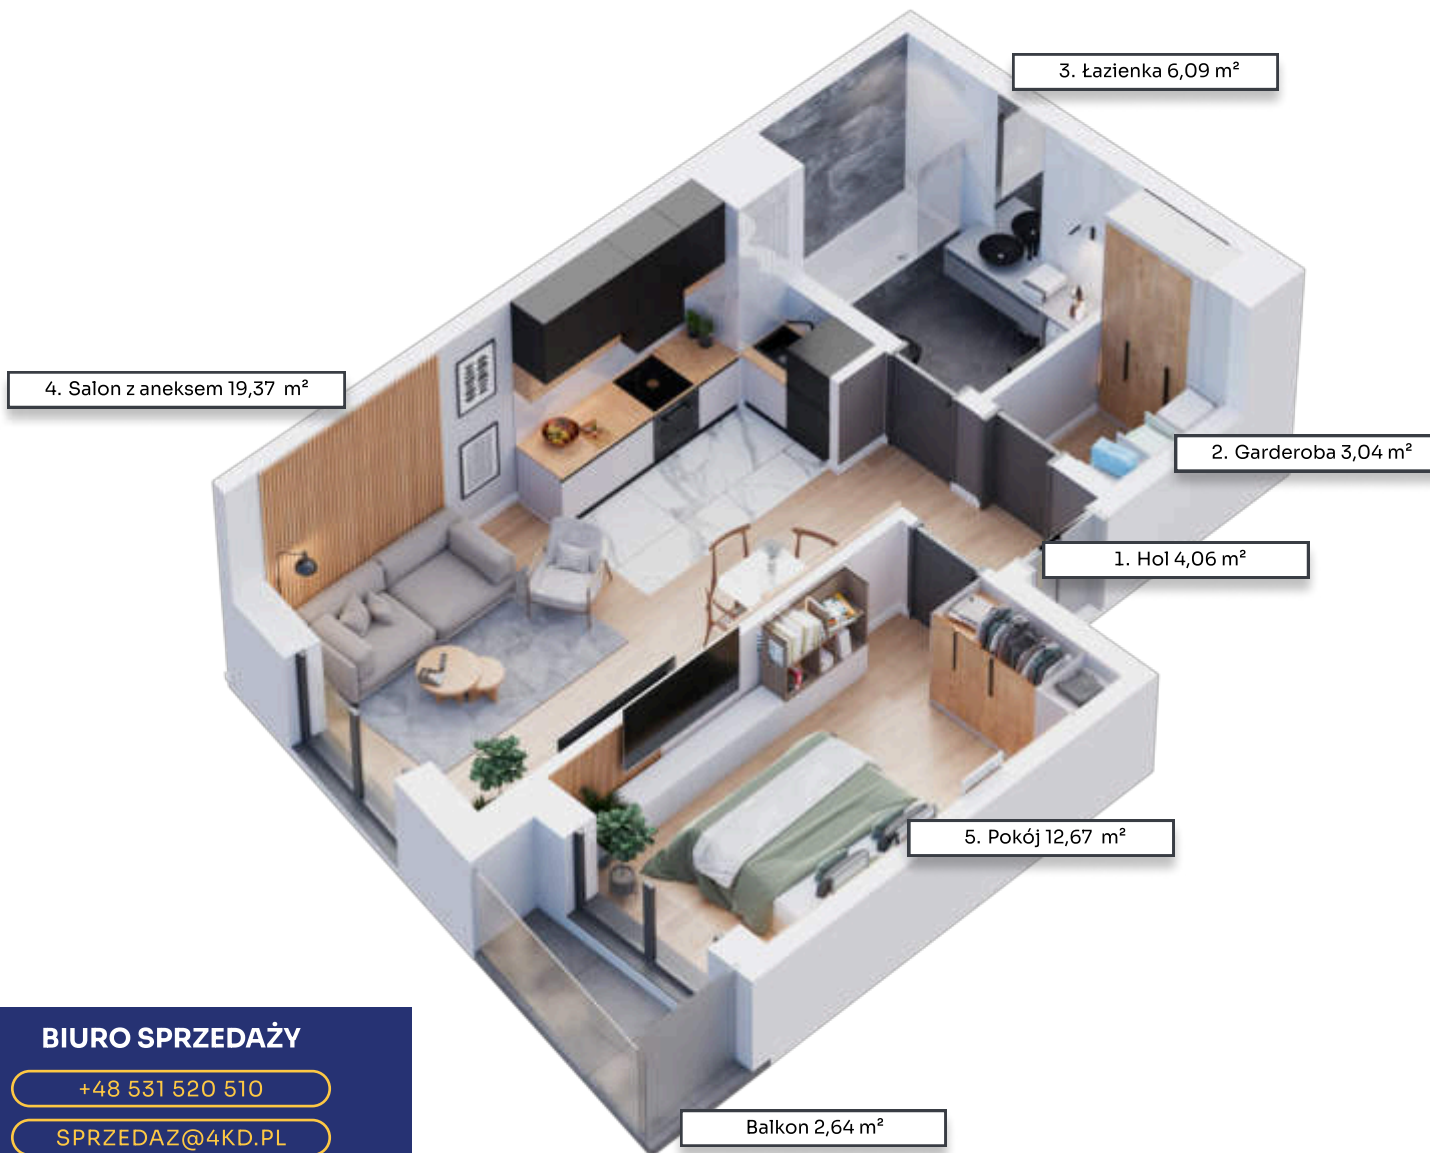 3. Łazienka 6,09 m²
4. Salon z aneksem 19,37 m²
2. Garderoba 3,04 m²
1. Hol 4,06 m²
5. Pokój 12,67 m²
Balkon 2,64 m²
BIURO SPRZEDAŻY
+48 531 520 510
SPRZEDAZ@4KD.PL